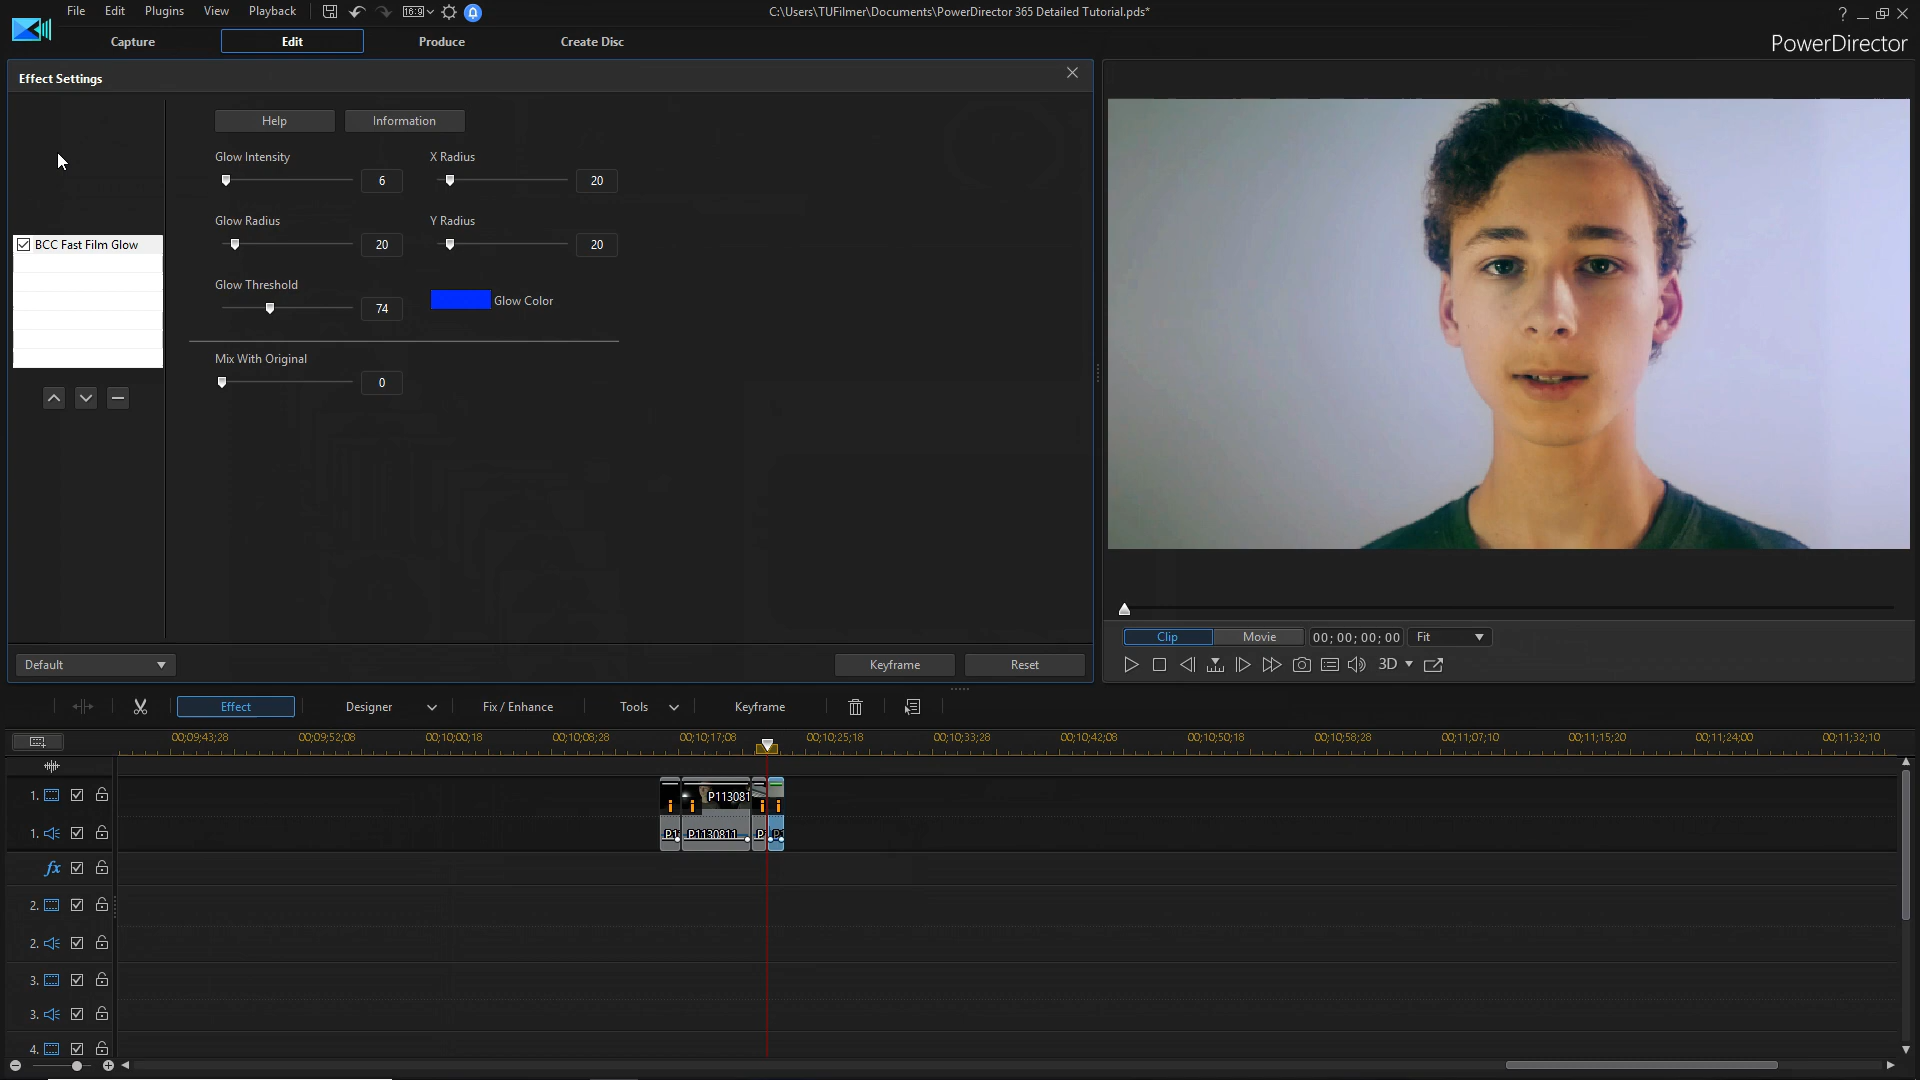 File Edit Plugins View Playback 16:9 C:\Users\TUFilmer\Documents\PowerDirector 365 Detailed Tutorial.pds* ?
Capture Edit Produce Create Disc PowerDirector
Effect Settings
Help Information
Glow Intensity X Radius
6 20
Glow Radius Y Radius
20 20
BCC Fast Film Glow
Glow Threshold
74 Glow Color
Mix With Original
0
Default Keyframe Reset
Clip Movie 00; 00; 00; 00 Fit
3D
Effect Designer Fix / Enhance Tools Keyframe
00;09;43;28 00;09;52;08 00;10;00;18 00;10;08;28 00;10;17;08 00;10;25;18 00;10;33;28 00;10;42;08 00;10;50;18 00;10;58;28 00;11;07;10 00;11;15;20 00;11;24;00 00;11;32;10
1. P113081
1. P1 P1130811 P P1
fx
2.
2.
3.
3.
4.